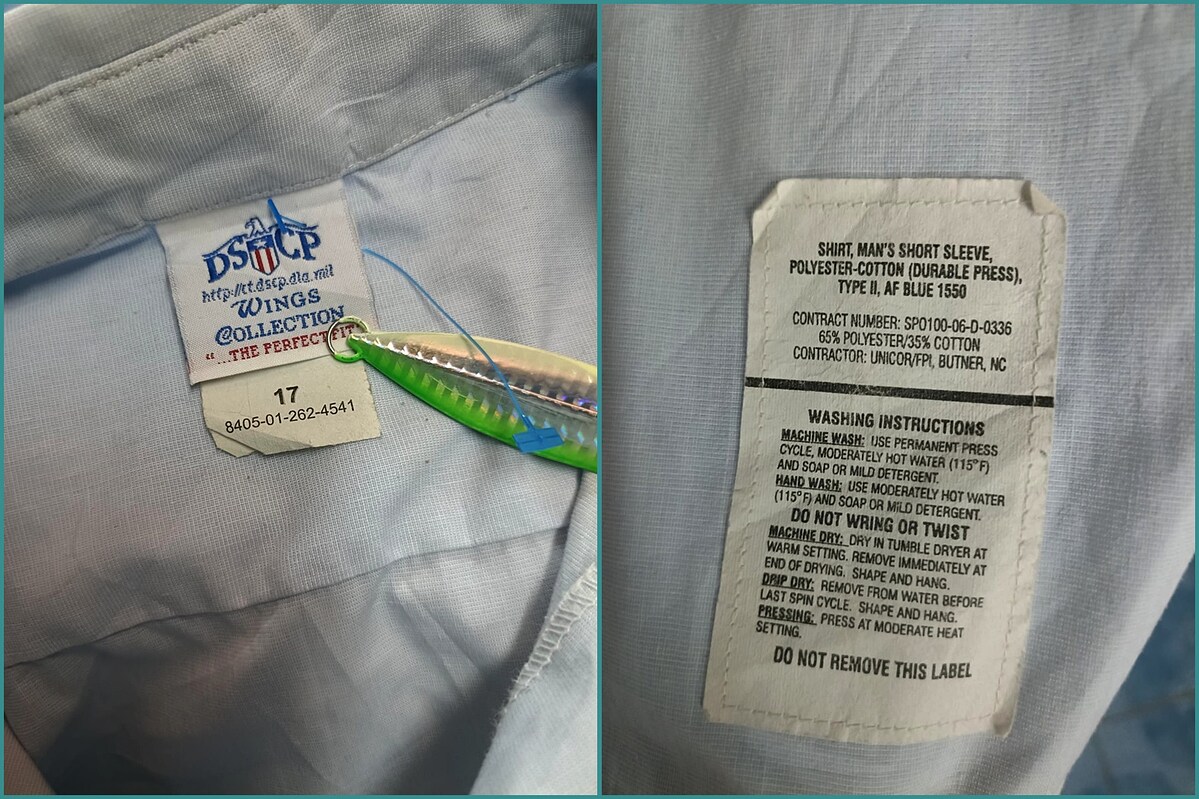 DSCP
http://ct.dscp.dla.mil
WINGS
COLLECTION
"...THE PERFECT FIT
17
8405-01-262-4541
SHIRT, MAN'S SHORT SLEEVE,
POLYESTER-COTTON (DURABLE PRESS),
TYPE II, AF BLUE 1550
CONTRACT NUMBER: SPO100-06-D-0336
65% POLYESTER/35% COTTON
CONTRACTOR: UNICOR/FPI, BUTNER, NC
WASHING INSTRUCTIONS
MACHINE WASH: USE PERMANENT PRESS
CYCLE, MODERATELY HOT WATER (115°F)
AND SOAP OR MILD DETERGENT.
HAND WASH: USE MODERATELY HOT WATER
(115°F) AND SOAP OR MILD DETERGENT.
DO NOT WRING OR TWIST
MACHINE DRY: DRY IN TUMBLE DRYER AT
WARM SETTING. REMOVE IMMEDIATELY AT
END OF DRYING. SHAPE AND HANG.
DRIP DRY: REMOVE FROM WATER BEFORE
LAST SPIN CYCLE. SHAPE AND HANG.
PRESSING: PRESS AT MODERATE HEAT
SETTING.
DO NOT REMOVE THIS LABEL